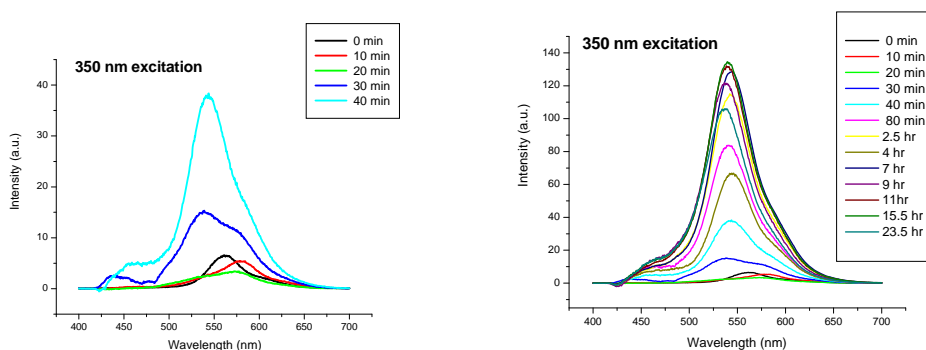 350 nm excitation
0 min
10 min
20 min
30 min
40 min
Intensity (a.u.)
40
30
20
10
0
400 450 500 550 600 650 700
Wavelength (nm)
350 nm excitation
0 min
10 min
20 min
30 min
40 min
80 min
2.5 hr
4 hr
7 hr
9 hr
11hr
15.5 hr
23.5 hr
Intensity (a.u.)
140
120
100
80
60
40
20
0
400 450 500 550 600 650 700
Wavelength (nm)